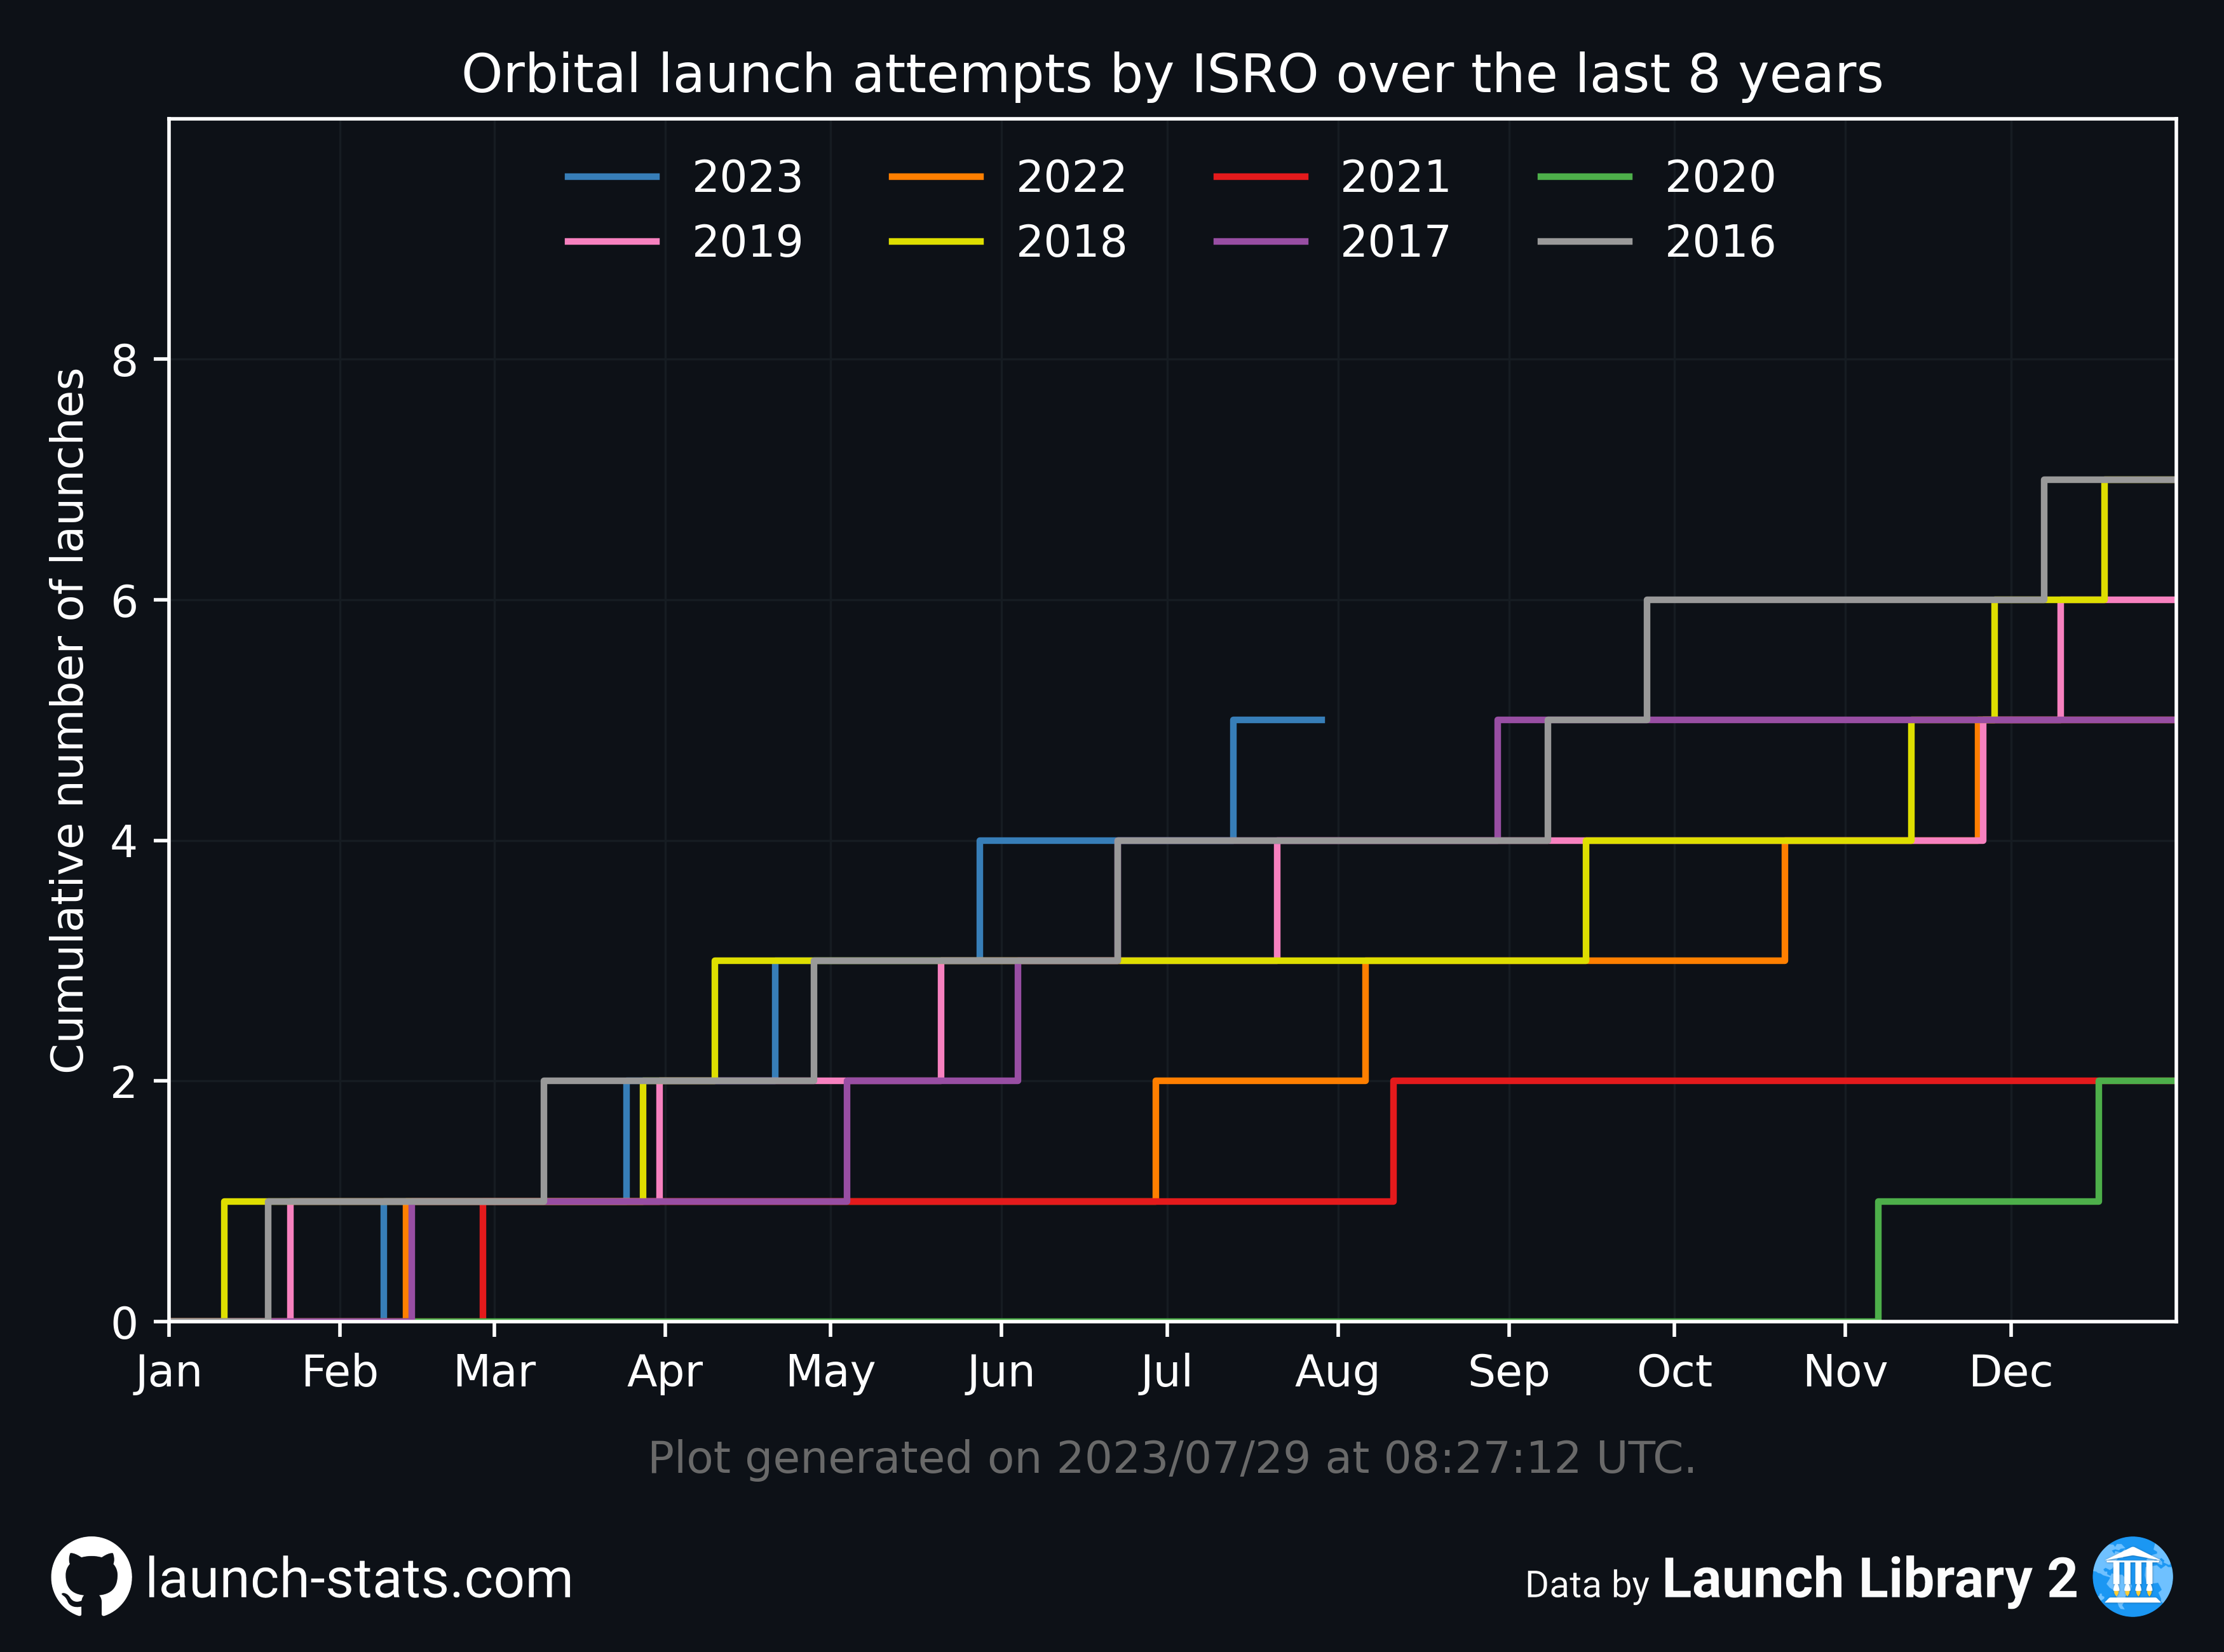 Orbital launch attempts by ISRO over the last 8 years
2023 2022 2021 2020
2019 2018 2017 2016
Cumulative number of launches
8
6
4
2
0
Jan Feb Mar Apr May Jun Jul Aug Sep Oct Nov Dec
Plot generated on 2023/07/29 at 08:27:12 UTC.
launch-stats.com
Data by Launch Library 2